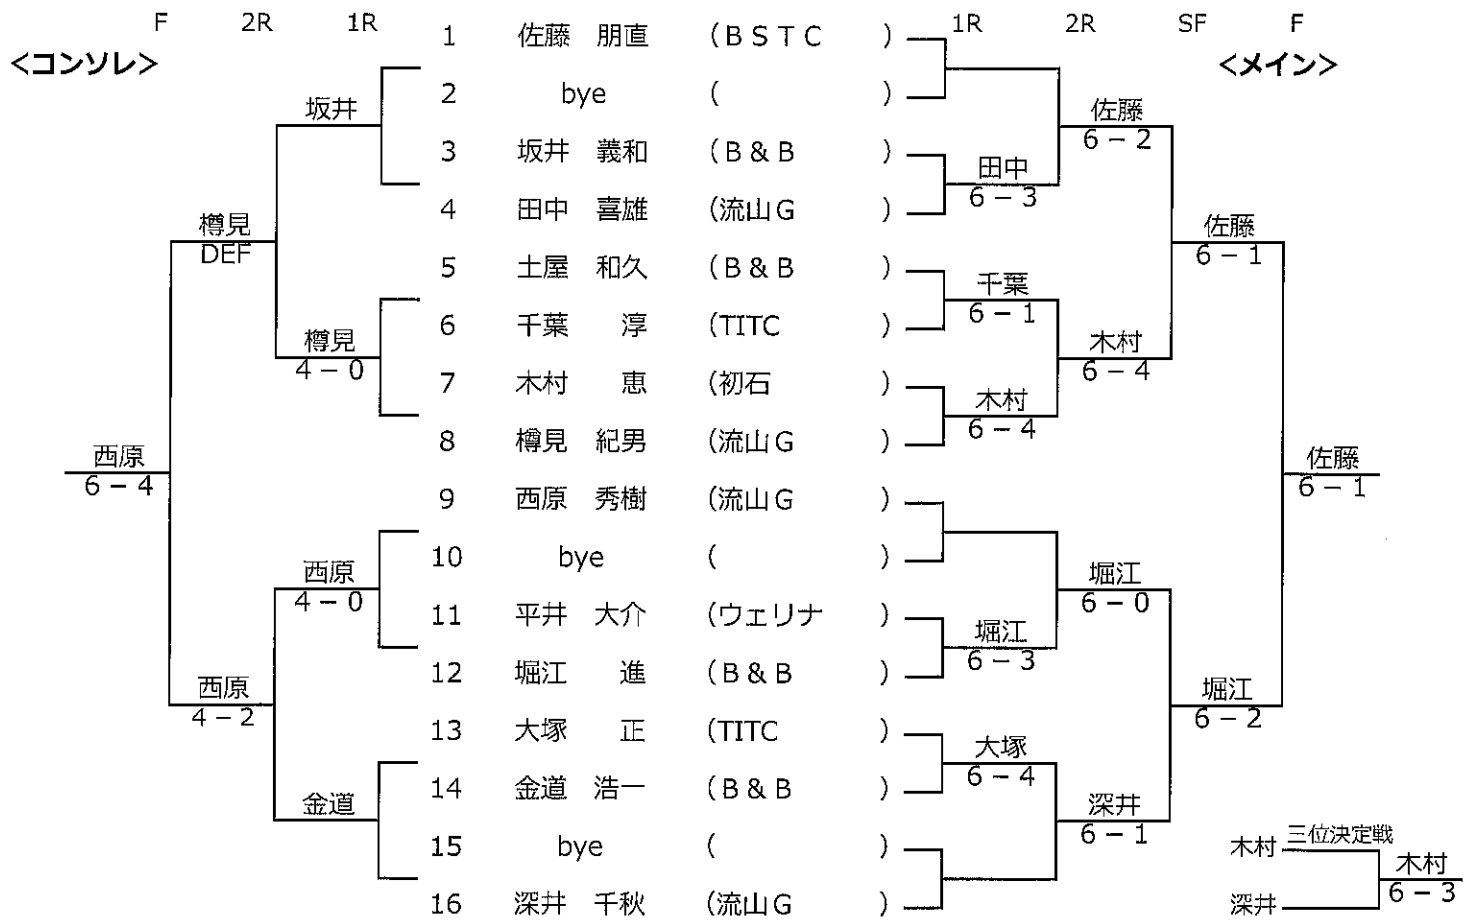 F 2R 1R 1 佐藤 朋直 (BSTC ) 1R 2R SF F
<コンソレ> <メイン>
2 bye ( )
坂井 佐藤
6-2
3 坂井 義和 (B&B )
田中
6-3
4 田中 喜雄 (流山G )
樽見 佐藤
DEF 6-1
5 土屋 和久 (B&B )
千葉
6-1
6 千葉 淳 (TITC )
樽見 木村
4-0 6-4
7 木村 恵 (初石 )
木村
6-4
8 樽見 紀男 (流山G )
西原 佐藤
6-4 6-1
9 西原 秀樹 (流山G )
10 bye ( )
西原 堀江
4-0 6-0
11 平井 大介 (ウェリナ )
堀江
6-3
12 堀江 進 (B&B )
西原 堀江
4-2 6-2
13 大塚 正 (TITC )
大塚
6-4
14 金道 浩一 (B&B )
金道 深井
6-1
15 bye ( )
木村 三位決定戦
木村
6-3
16 深井 千秋 (流山G )
深井